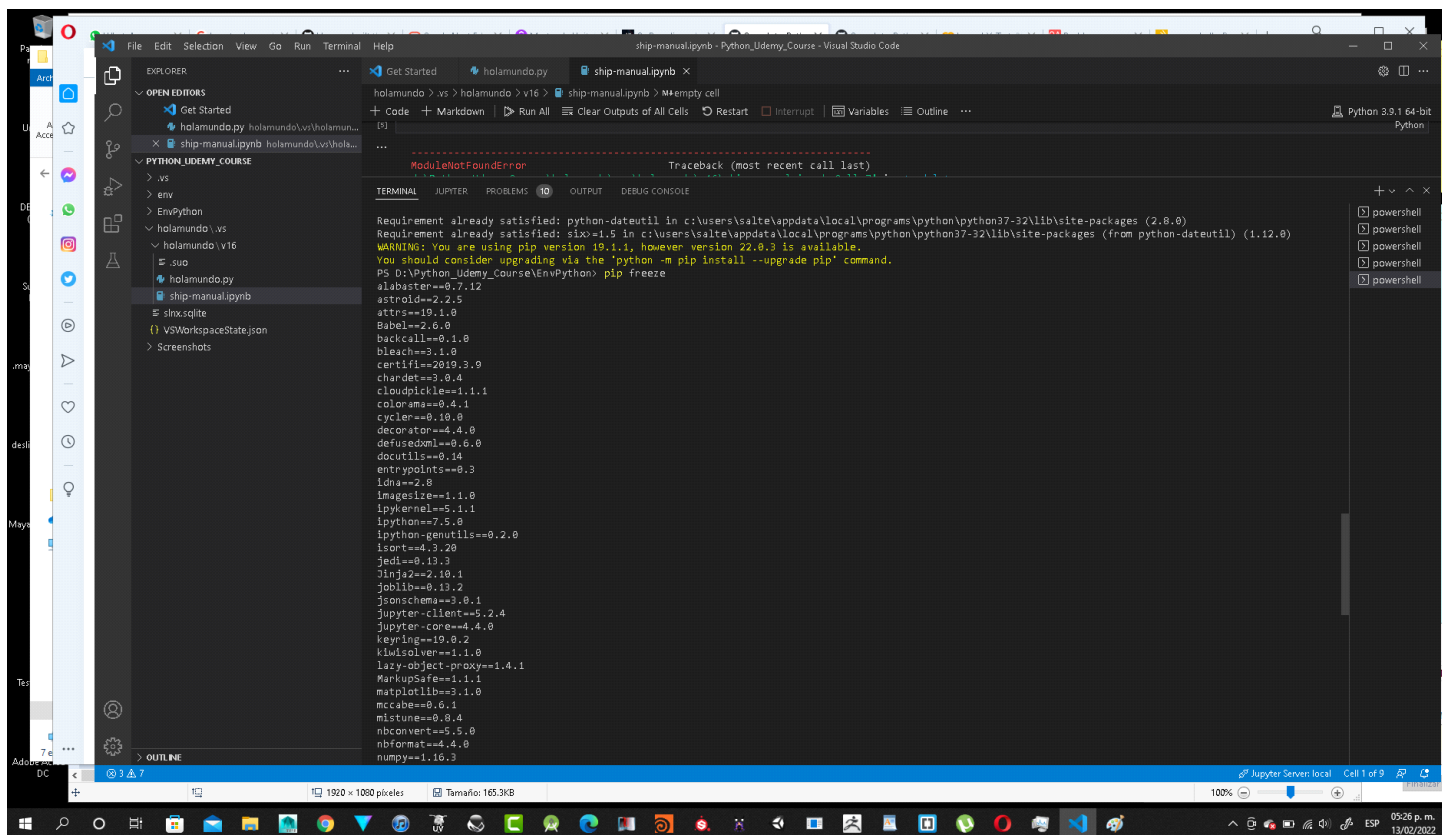 File Edit Selection View Go Run Terminal Help
ship-manual.ipynb - Python_Udemy_Course - Visual Studio Code
EXPLORER
OPEN EDITORS
Get Started
holamundo.py holamundo\.vs\holamun...
ship-manual.ipynb holamundo\.vs\hola...
PYTHON_UDEMY_COURSE
.vs
env
EnvPython
holamundo\.vs
holamundo\v16
.suo
holamundo.py
ship-manual.ipynb
slnx.sqlite
VSWorkspaceState.json
Screenshots
OUTLINE
Get Started holamundo.py ship-manual.ipynb
holamundo > .vs > holamundo > v16 > ship-manual.ipynb > M+empty cell
+ Code + Markdown Run All Clear Outputs of All Cells Restart Interrupt Variables Outline ...
Python 3.9.1 64-bit
[5]
Python
...
ModuleNotFoundError Traceback (most recent call last)
TERMINAL JUPYTER PROBLEMS 10 OUTPUT DEBUG CONSOLE
Requirement already satisfied: python-dateutil in c:\users\salte\appdata\local\programs\python\python37-32\lib\site-packages (2.8.0)
Requirement already satisfied: six>=1.5 in c:\users\salte\appdata\local\programs\python\python37-32\lib\site-packages (from python-dateutil) (1.12.0)
WARNING: You are using pip version 19.1.1, however version 22.0.3 is available.
You should consider upgrading via the 'python -m pip install --upgrade pip' command.
PS D:\Python_Udemy_Course\EnvPython> pip freeze
alabaster==0.7.12
astroid==2.2.5
attrs==19.1.0
Babel==2.6.0
backcall==0.1.0
bleach==3.1.0
certifi==2019.3.9
chardet==3.0.4
cloudpickle==1.1.1
colorama==0.4.1
cycler==0.10.0
decorator==4.4.0
defusedxml==0.6.0
docutils==0.14
entrypoints==0.3
idna==2.8
imagesize==1.1.0
ipykernel==5.1.1
ipython==7.5.0
ipython-genutils==0.2.0
isort==4.3.20
jedi==0.13.3
Jinja2==2.10.1
joblib==0.13.2
jsonschema==3.0.1
jupyter-client==5.2.4
jupyter-core==4.4.0
keyring==19.0.2
kiwisolver==1.1.0
lazy-object-proxy==1.4.1
MarkupSafe==1.1.1
matplotlib==3.1.0
mccabe==0.6.1
mistune==0.8.4
nbconvert==5.5.0
nbformat==4.4.0
numpy==1.16.3
powershell
powershell
powershell
powershell
powershell
3 7
Jupyter Server: local Cell 1 of 9
1920 × 1080 píxeles Tamaño: 165.3KB
100%
Finalizar
DC
ESP
05:26 p. m.
13/02/2022